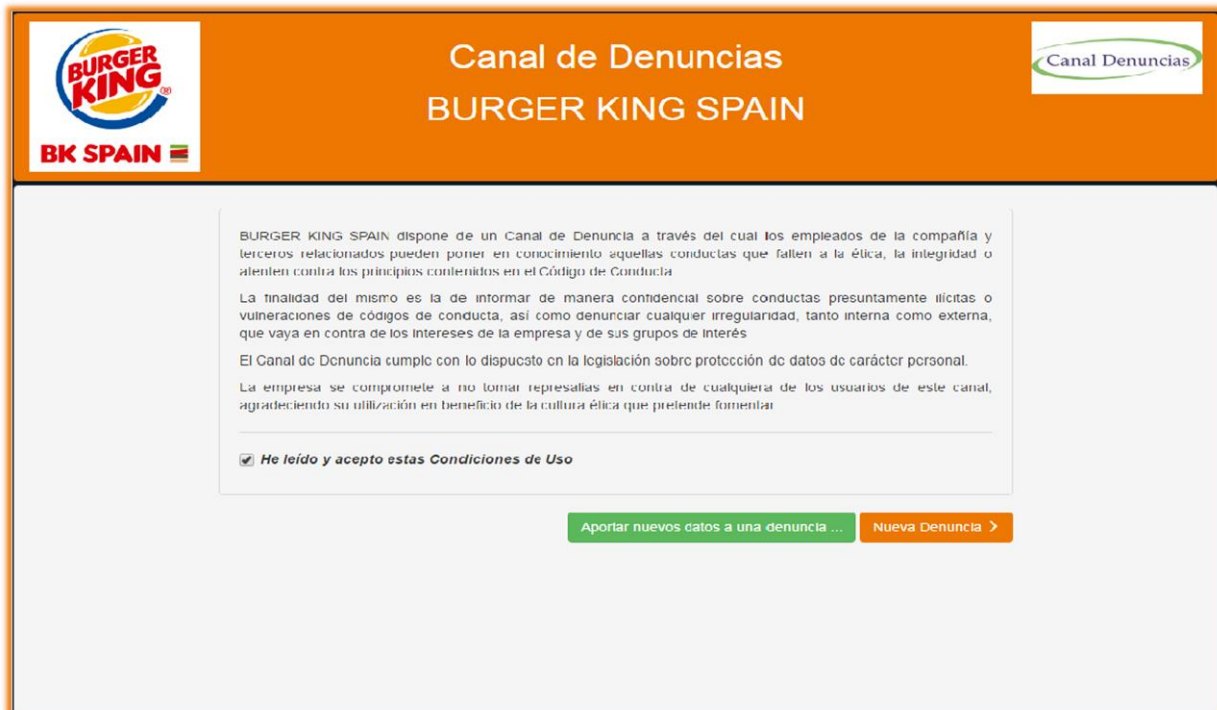 BURGER
KING®
BK SPAIN
Canal de Denuncias
BURGER KING SPAIN
Canal Denuncias
BURGER KING SPAIN dispone de un Canal de Denuncia a través del cual los empleados de la compañía y
terceros relacionados pueden poner en conocimiento aquellas conductas que falten a la ética, la integridad o
atenten contra los principios contenidos en el Código de Conducta
La finalidad del mismo es la de informar de manera confidencial sobre conductas presuntamente ilícitas o
vulneraciones de códigos de conducta, así como denunciar cualquier irregularidad, tanto interna como externa,
que vaya en contra de los intereses de la empresa y de sus grupos de interés
El Canal de Denuncia cumple con lo dispuesto en la legislación sobre protección de datos de carácter personal.
La empresa se compromete a no tomar represalias en contra de cualquiera de los usuarios de este canal,
agradeciendo su utilización en beneficio de la cultura ética que pretende fomentar
He leído y acepto estas Condiciones de Uso
Aportar nuevos datos a una denuncia ...
Nueva Denuncia >